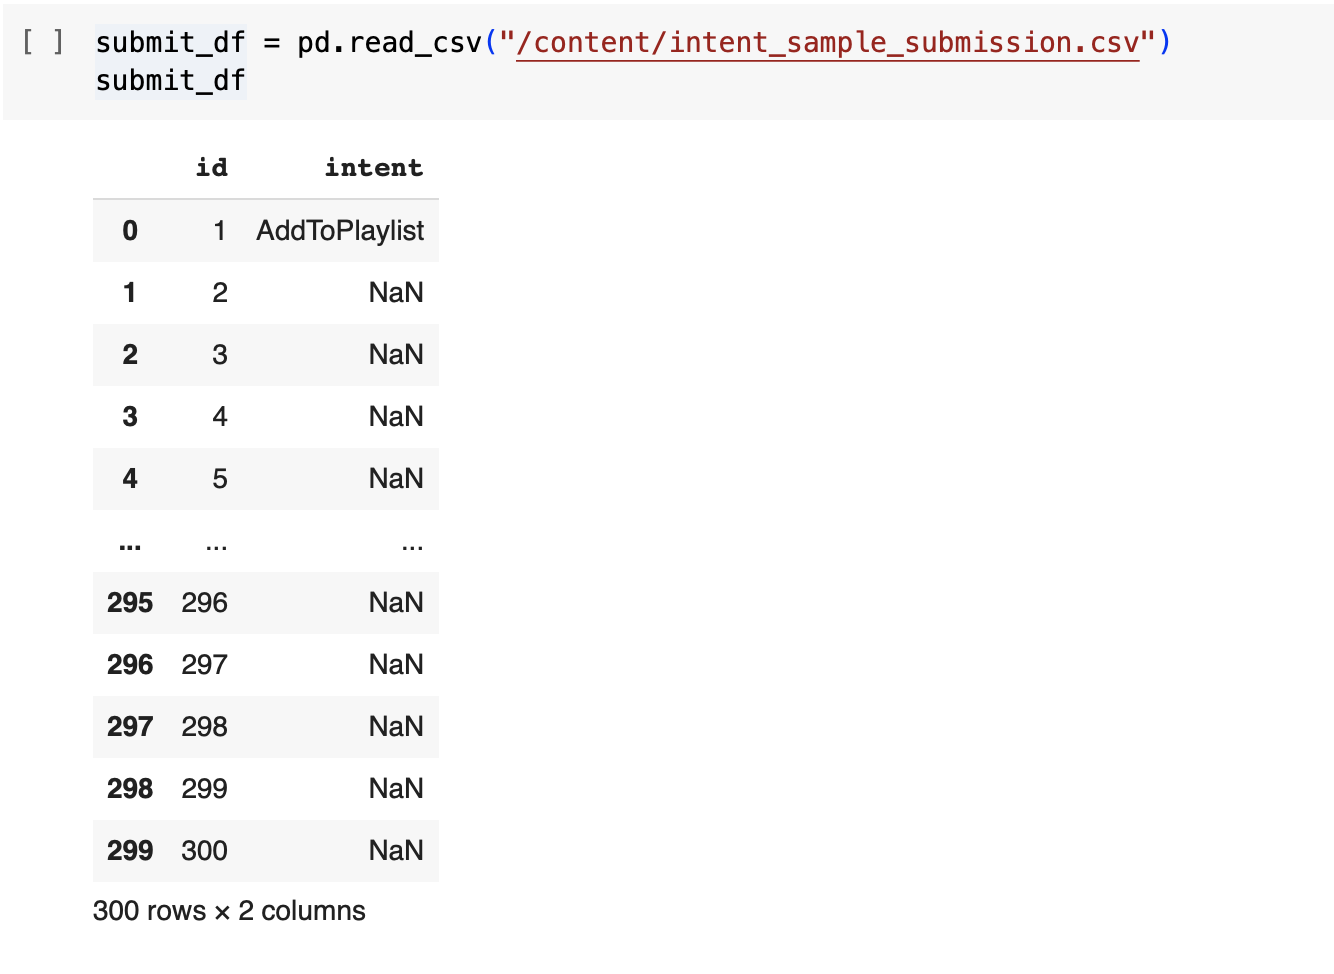 [ ] submit_df = pd.read_csv("/content/intent_sample_submission.csv")
submit_df
id intent
0 1 AddToPlaylist
1 2 NaN
2 3 NaN
3 4 NaN
4 5 NaN
... ... ...
295 296 NaN
296 297 NaN
297 298 NaN
298 299 NaN
299 300 NaN
300 rows × 2 columns